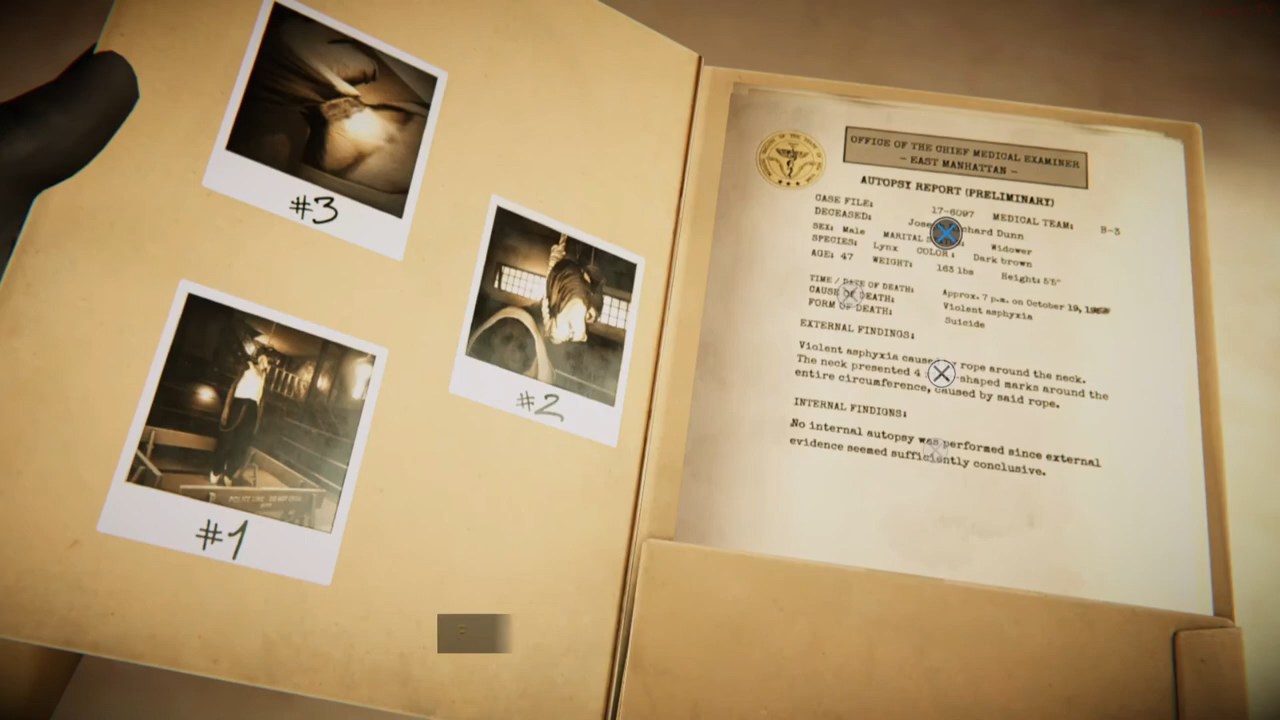 #3
#2
#1
OFFICE OF THE CHIEF MEDICAL EXAMINER
- EAST MANHATTAN -
AUTOPSY REPORT (PRELIMINARY)
CASE FILE: 17-6097 MEDICAL TEAM: B-3
DECEASED: Dunn
SEX: Male Widower
SPECIES: Lynx COLOR: Dark brown
AGE: 47 WEIGHT: 163 lbs Height: 5'5"
TIME / DATE OF DEATH: Approx. 7 p.m. on October 19,
CAUSE OF DEATH: Violent asphyxia
FORM OF DEATH: Suicide
EXTERNAL FINDINGS:
Violent asphyxia caused by rope around the neck.
The neck presented 4 -shaped marks around the
entire circumference, caused by said rope.
INTERNAL FINDIONS:
No internal autopsy was performed since external
evidence seemed sufficiently conclusive.